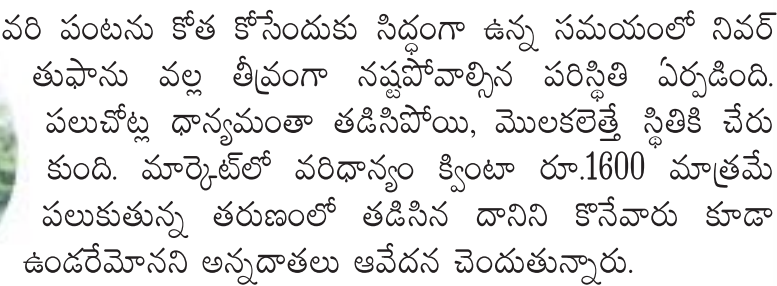 వరి పంటను కోత కోసేందుకు సిద్ధంగా ఉన్న సమయంలో నివర్
తుఫాను వల్ల తీవ్రంగా నష్టపోవాల్సిన పరిస్థితి ఏర్పడింది.
పలుచోట్ల ధాన్యమంతా తడిసిపోయి, మొలకలెత్తే స్థితికి చేరు
కుంది. మార్కెట్‌లో వరిధాన్యం క్వింటా రూ.1600 మాత్రమే
పలుకుతున్న తరుణంలో తడిసిన దానిని కొనేవారు కూడా
ఉండరేమోనని అన్నదాతలు ఆవేదన చెందుతున్నారు.